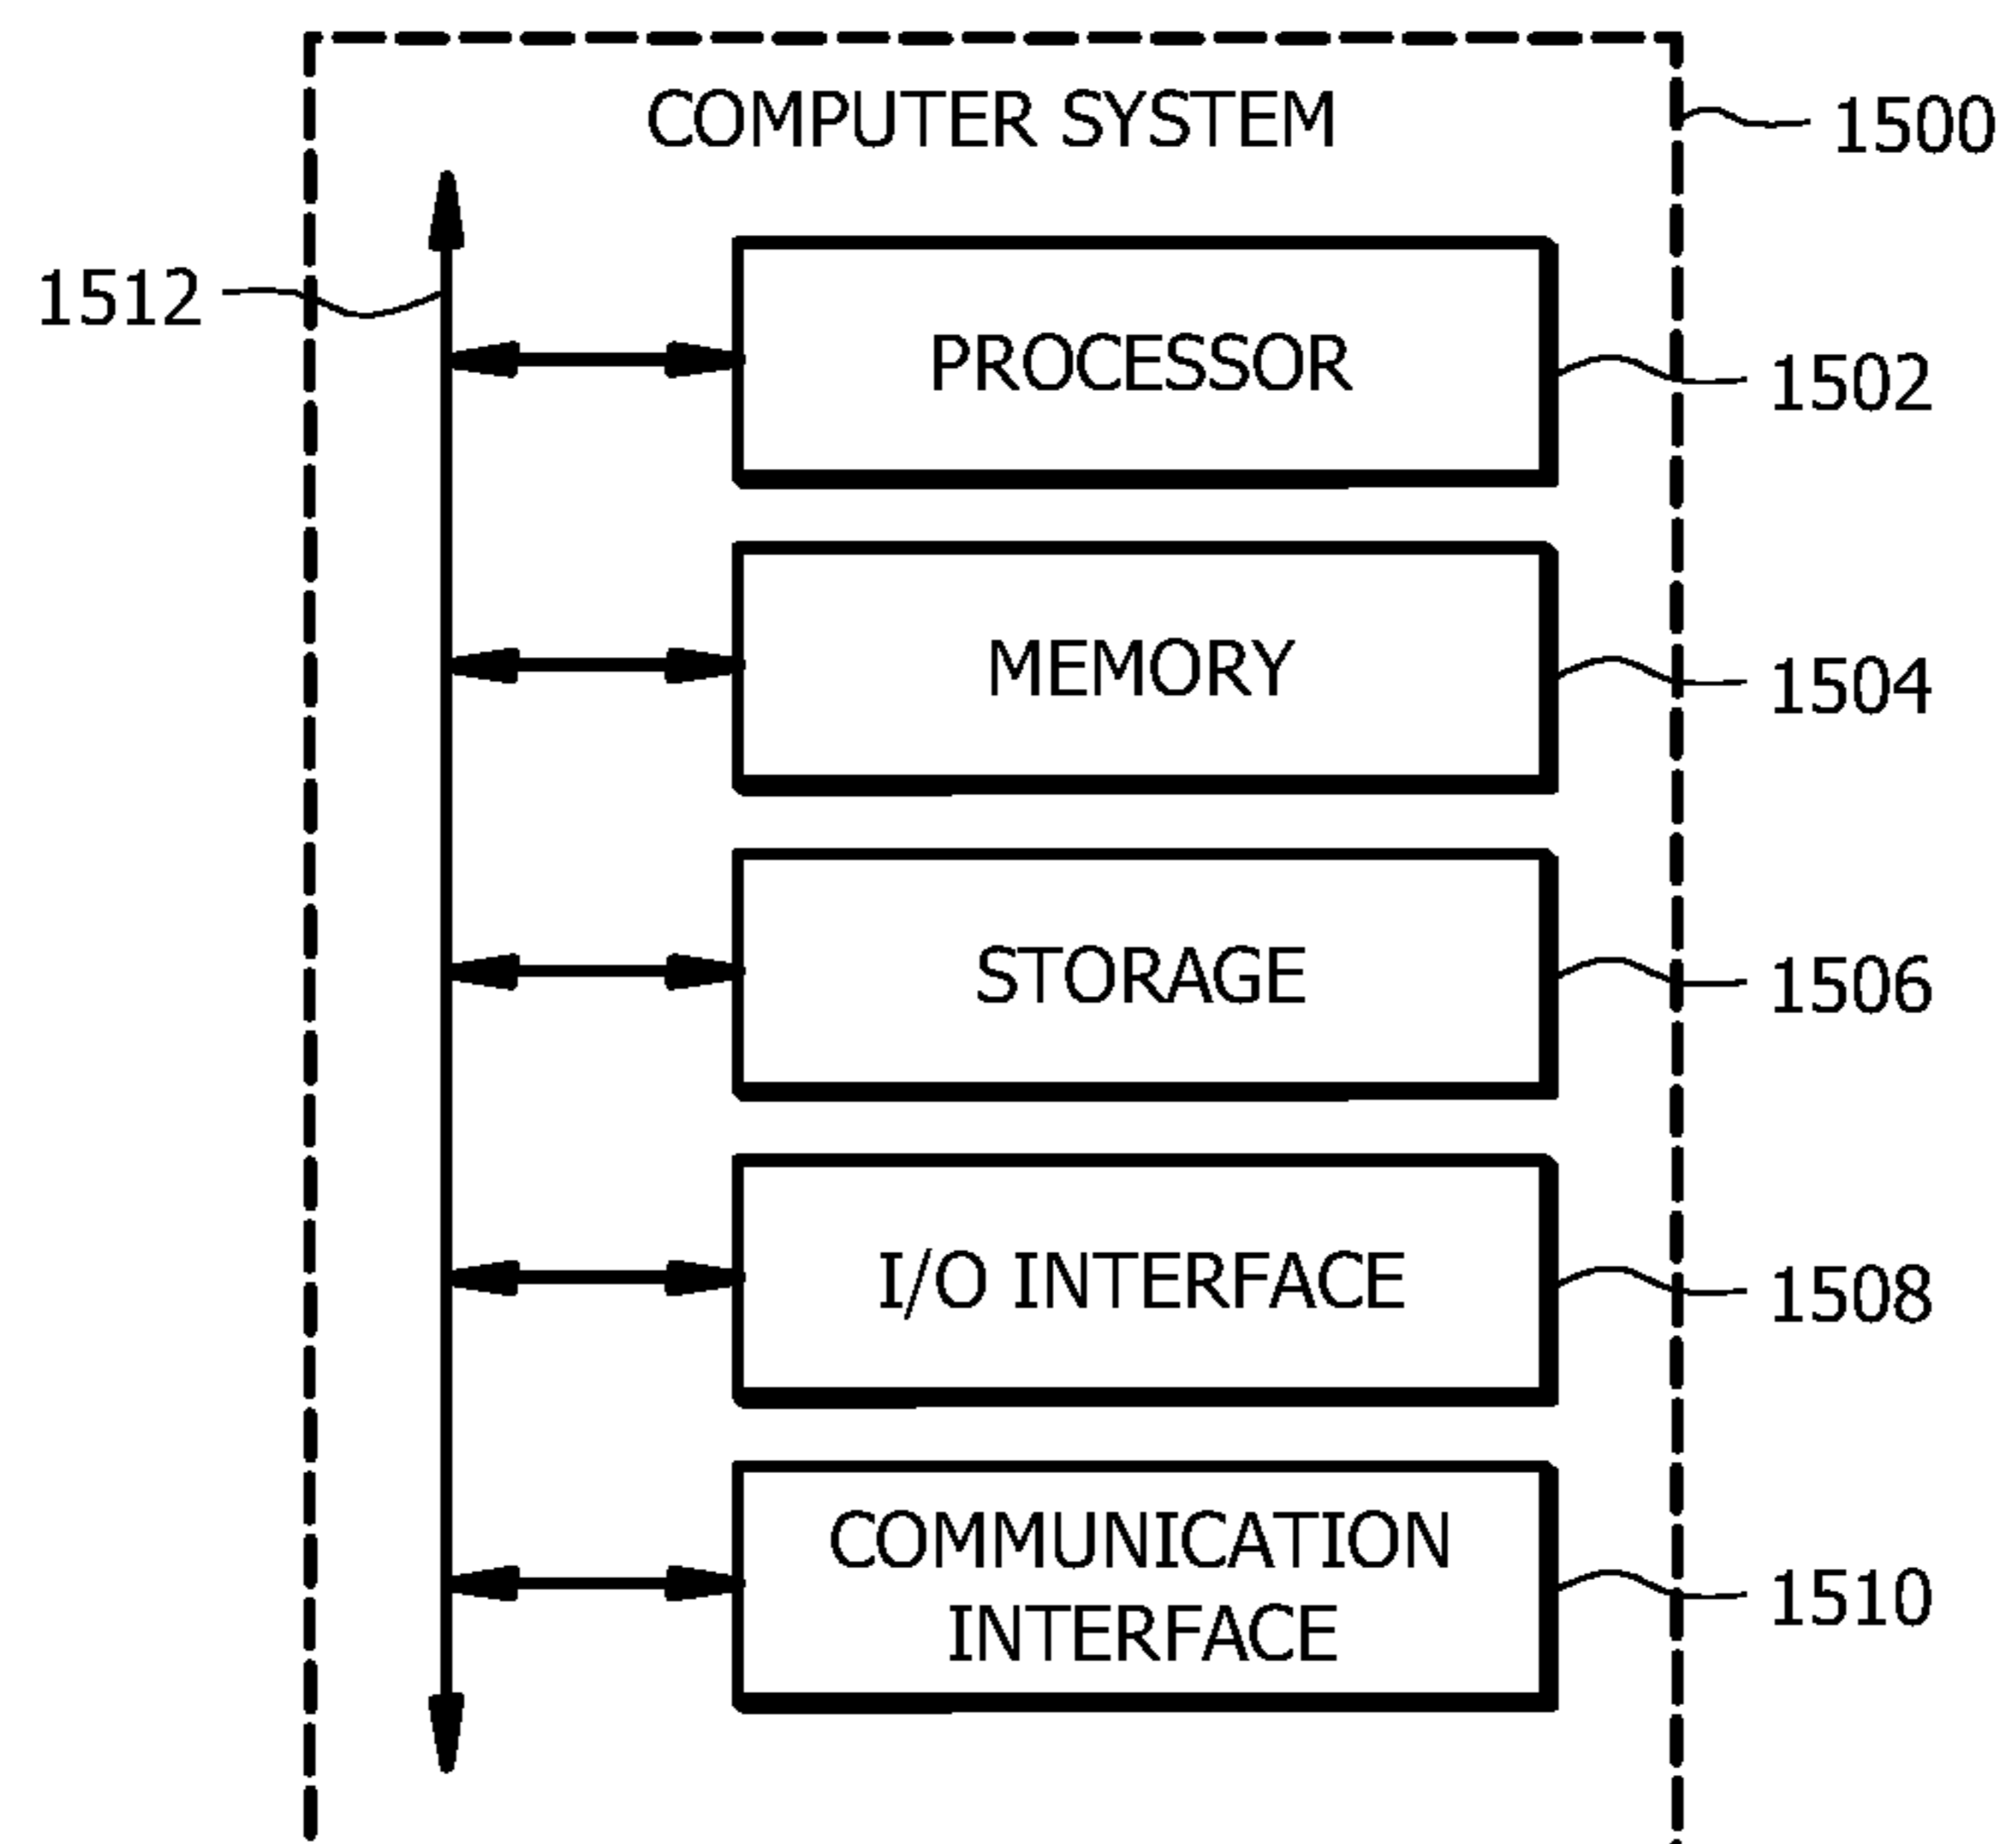 COMPUTER SYSTEM
1500
1512
PROCESSOR
1502
MEMORY
1504
STORAGE
1506
I/O INTERFACE
1508
COMMUNICATION
INTERFACE
1510